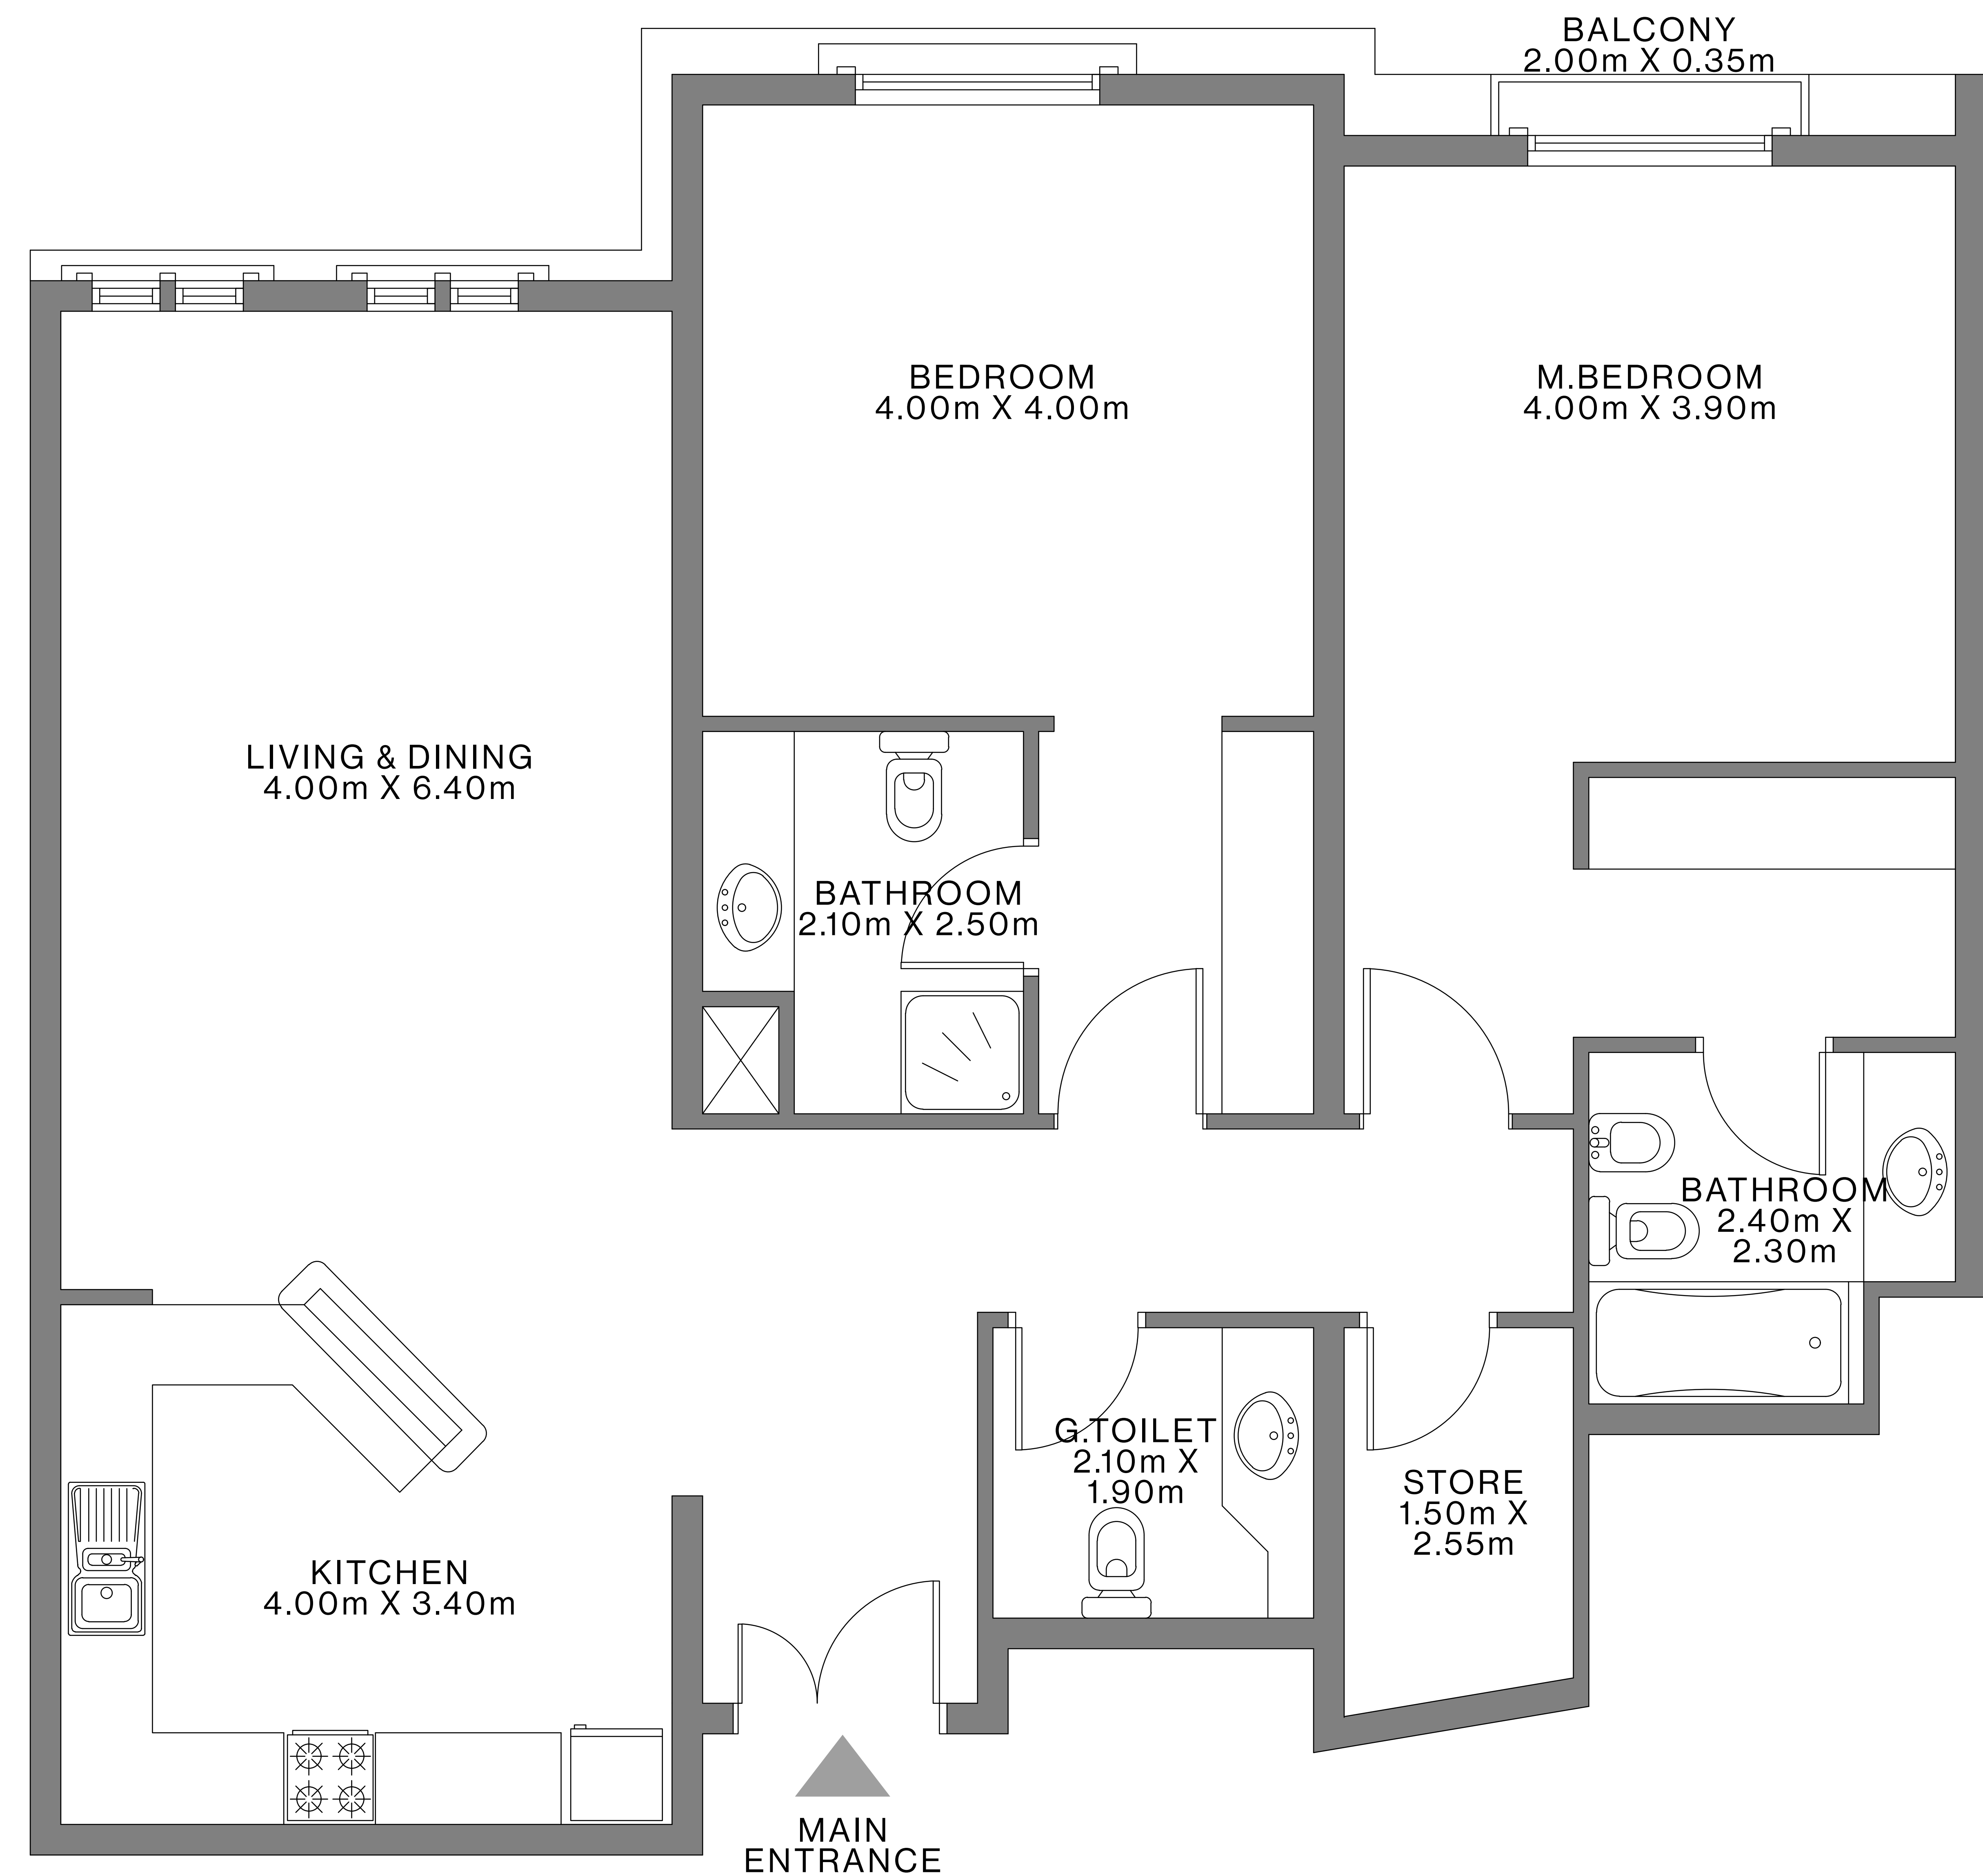 BALCONY
2.00m X 0.35m
BEDROOM
4.00m X 4.00m
M.BEDROOM
4.00m X 3.90m
LIVING & DINING
4.00m X 6.40m
BATHROOM
2.10m X 2.50m
BATHROOM
2.40m X
2.30m
G.TOILET
2.10m X
1.90m
STORE
1.50m X
2.55m
KITCHEN
4.00m X 3.40m
MAIN
ENTRANCE